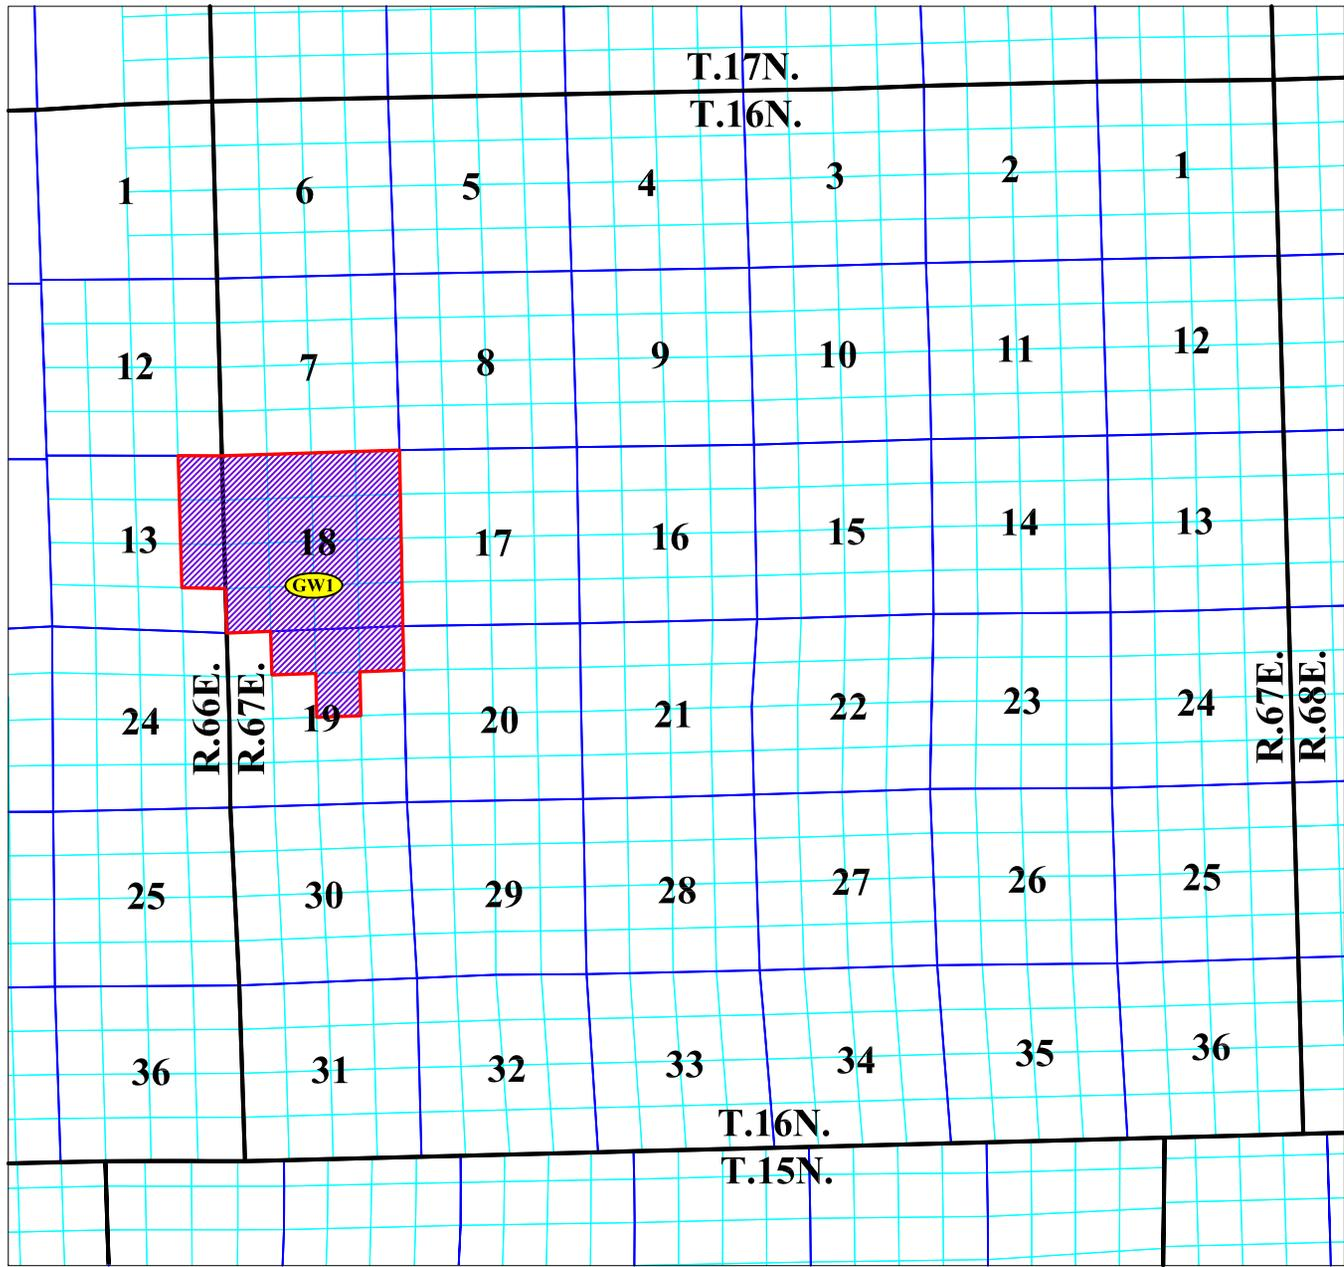 T.17N.
T.16N.
1 6 5 4 3 2 1
12 7 8 9 10 11 12
13 18 17 16 15 14 13
GW1
R.66E.
R.67E.
R.67E.
R.68E.
24 19 20 21 22 23 24
25 30 29 28 27 26 25
36 31 32 33 34 35 36
T.16N.
T.15N.